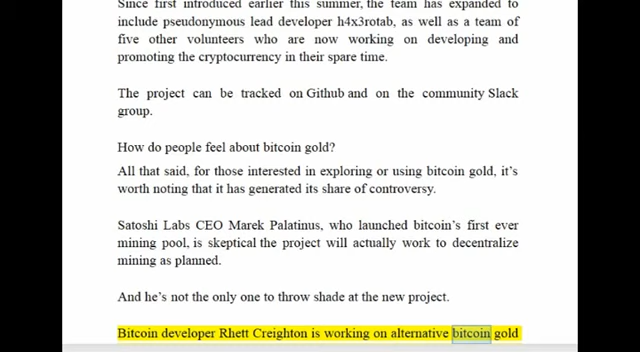 Since first introduced earlier this summer, the team has expanded to
include pseudonymous lead developer h4x3rotab, as well as a team of
five other volunteers who are now working on developing and
promoting the cryptocurrency in their spare time.
The project can be tracked on Github and on the community Slack
group.
How do people feel about bitcoin gold?
All that said, for those interested in exploring or using bitcoin gold, it’s
worth noting that it has generated its share of controversy.
Satoshi Labs CEO Marek Palatinus, who launched bitcoin’s first ever
mining pool, is skeptical the project will actually work to decentralize
mining as planned.
And he’s not the only one to throw shade at the new project.
Bitcoin developer Rhett Creighton is working on alternative bitcoin gold